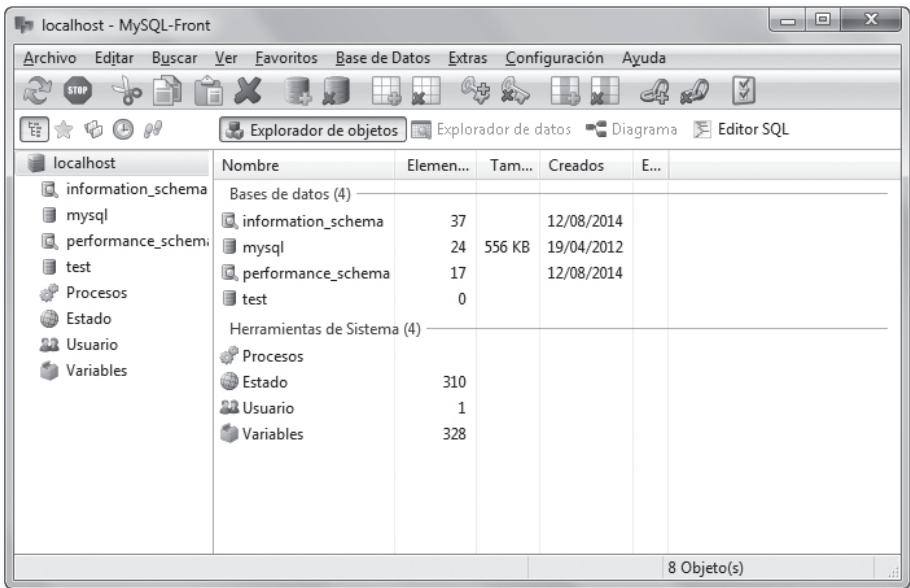 localhost - MySQL-Front
Archivo Editar Buscar Ver Favoritos Base de Datos Extras Configuración Ayuda
STOP
Explorador de objetos Explorador de datos Diagrama Editor SQL
localhost
information_schema
mysql
performance_schema
test
Procesos
Estado
Usuario
Variables
Nombre Elemen... Tam... Creados E...
Bases de datos (4)
information_schema 37 12/08/2014
mysql 24 556 KB 19/04/2012
performance_schema 17 12/08/2014
test 0
Herramientas de Sistema (4)
Procesos
Estado 310
Usuario 1
Variables 328
8 Objeto(s)